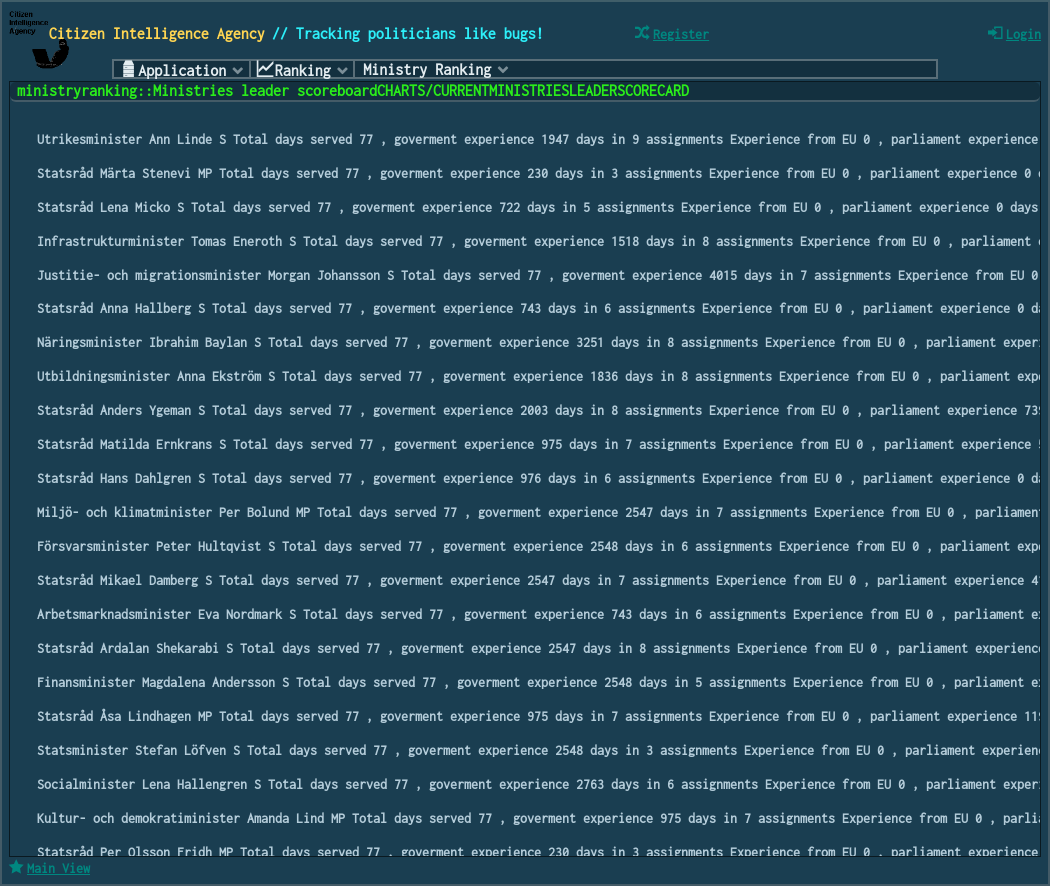 Citizen
Intelligence
Agency
Citizen Intelligence Agency // Tracking politicians like bugs!
Register
Login
Application
Ranking
Ministry Ranking
ministryranking::Ministries leader scoreboardCHARTS/CURRENTMINISTRIESLEADERSCORECARD
Utrikesminister Ann Linde S Total days served 77 , goverment experience 1947 days in 9 assignments Experience from EU 0 , parliament experience
Statsråd Märta Stenevi MP Total days served 77 , goverment experience 230 days in 3 assignments Experience from EU 0 , parliament experience 0
Statsråd Lena Micko S Total days served 77 , goverment experience 722 days in 5 assignments Experience from EU 0 , parliament experience 0 days
Infrastrukturminister Tomas Eneroth S Total days served 77 , goverment experience 1518 days in 8 assignments Experience from EU 0 , parliament
Justitie- och migrationsminister Morgan Johansson S Total days served 77 , goverment experience 4015 days in 7 assignments Experience from EU 0
Statsråd Anna Hallberg S Total days served 77 , goverment experience 743 days in 6 assignments Experience from EU 0 , parliament experience 0
Näringsminister Ibrahim Baylan S Total days served 77 , goverment experience 3251 days in 8 assignments Experience from EU 0 , parliament
Utbildningsminister Anna Ekström S Total days served 77 , goverment experience 1836 days in 8 assignments Experience from EU 0 , parliament
Statsråd Anders Ygeman S Total days served 77 , goverment experience 2003 days in 8 assignments Experience from EU 0 , parliament experience
Statsråd Matilda Ernkrans S Total days served 77 , goverment experience 975 days in 7 assignments Experience from EU 0 , parliament experience
Statsråd Hans Dahlgren S Total days served 77 , goverment experience 976 days in 6 assignments Experience from EU 0 , parliament experience 0
Miljö- och klimatminister Per Bolund MP Total days served 77 , goverment experience 2547 days in 7 assignments Experience from EU 0 , parliament
Försvarsminister Peter Hultqvist S Total days served 77 , goverment experience 2548 days in 6 assignments Experience from EU 0 , parliament
Statsråd Mikael Damberg S Total days served 77 , goverment experience 2547 days in 7 assignments Experience from EU 0 , parliament experience
Arbetsmarknadsminister Eva Nordmark S Total days served 77 , goverment experience 743 days in 6 assignments Experience from EU 0 , parliament
Statsråd Ardalan Shekarabi S Total days served 77 , goverment experience 2547 days in 8 assignments Experience from EU 0 , parliament experience
Finansminister Magdalena Andersson S Total days served 77 , goverment experience 2548 days in 5 assignments Experience from EU 0 , parliament
Statsråd Åsa Lindhagen MP Total days served 77 , goverment experience 975 days in 7 assignments Experience from EU 0 , parliament experience
Statsminister Stefan Löfven S Total days served 77 , goverment experience 2548 days in 3 assignments Experience from EU 0 , parliament
Socialminister Lena Hallengren S Total days served 77 , goverment experience 2763 days in 6 assignments Experience from EU 0 , parliament
Kultur- och demokratiminister Amanda Lind MP Total days served 77 , goverment experience 975 days in 7 assignments Experience from EU 0 ,
Statsråd Per Olsson Fridh MP Total days served 77 , goverment experience 230 days in 3 assignments Experience from EU 0 , parliament experience
Main View